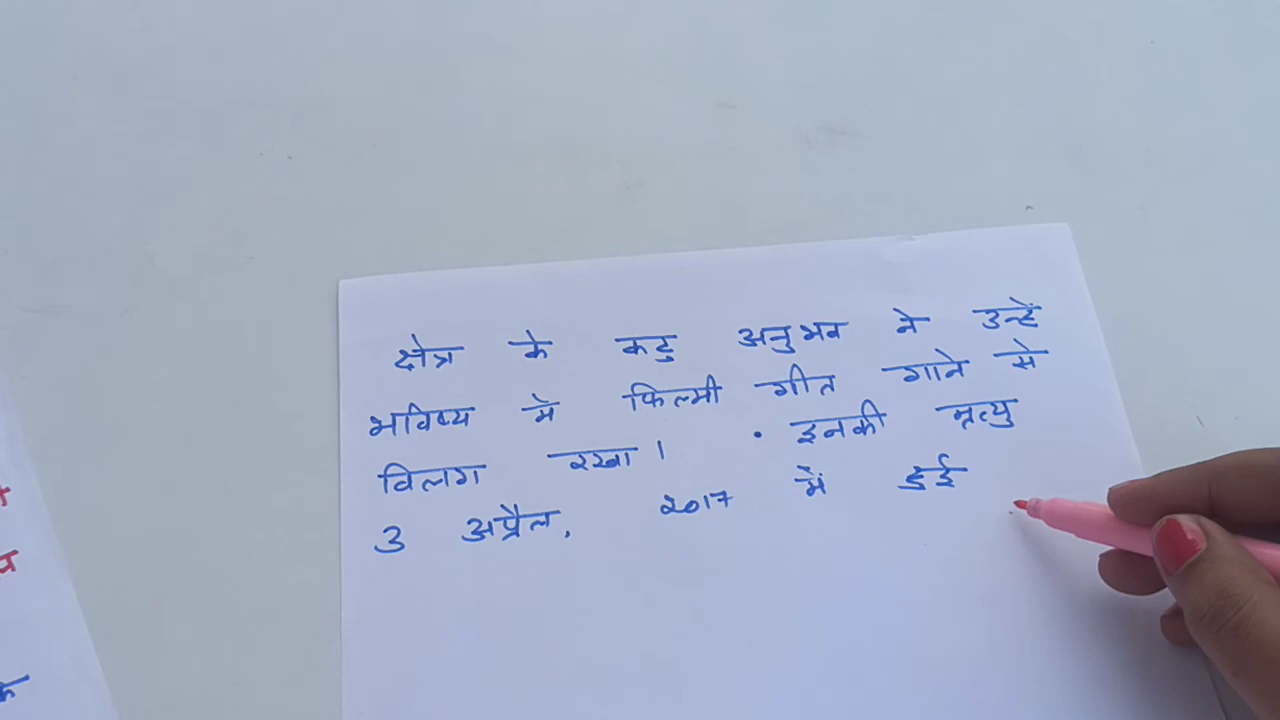 क्षेत्र के कटु अनुभव ने उन्हें
भविष्य में फिल्मी गीत गाने से
विलग रखा। • इनकी मृत्यु
3 अप्रैल, 2017 में हुई